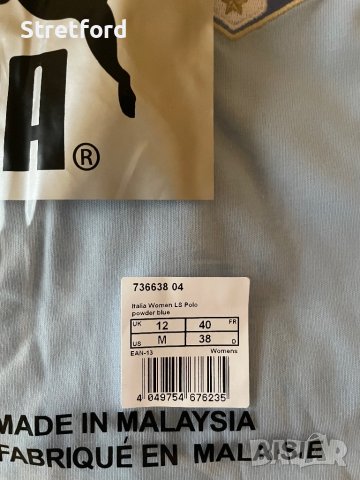 Stretford
A®
736638 04
Italia Women LS Polo
powder blue
UK 12 40 FR
US M 38 D
EAN-13 Womens
4 049754 676235
MADE IN MALAYSIA
FABRIQUÉ EN MALAISIE
BAZAR